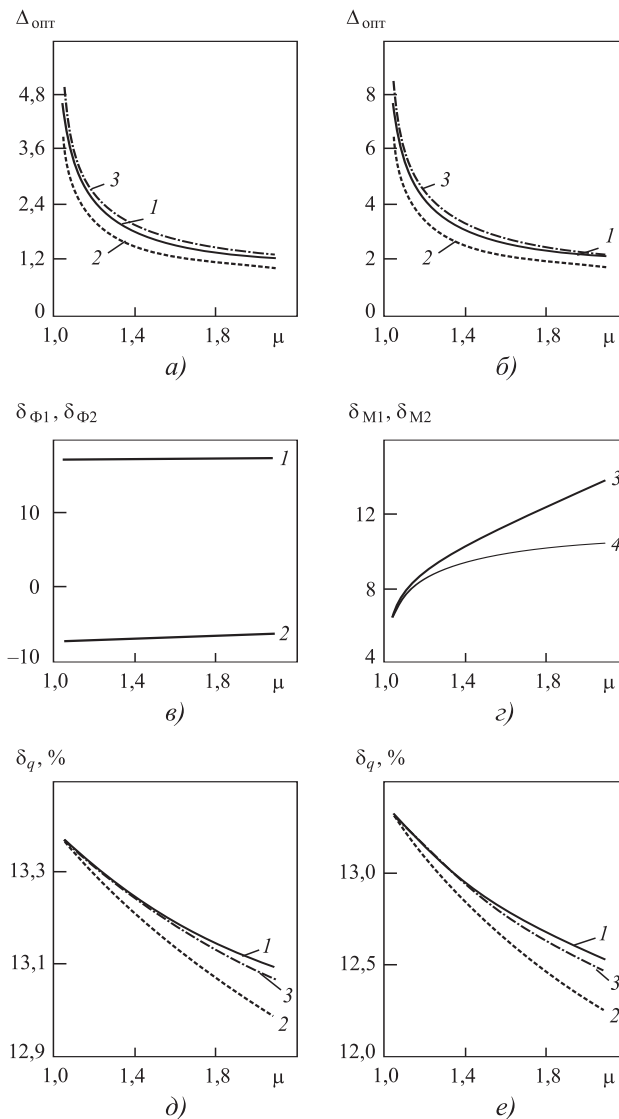 Δопт Δопт
4,8 8
3,6 6
3 3
2,4 4
1 1
1,2 2 2 2
0 0
1,0 1,4 1,8 μ 1,0 1,4 1,8 μ
а) б)
δФ1, δФ2 δМ1, δМ2
1
3
10 12
4
0 8
2
–10 4
1,0 1,4 1,8 μ 1,0 1,4 1,8 μ
в) г)
δq, % δq, %
13,3 13,0
1 1
13,1 12,5
3 3
2 2
12,9 12,0
1,0 1,4 1,8 μ 1,0 1,4 1,8 μ
д) е)